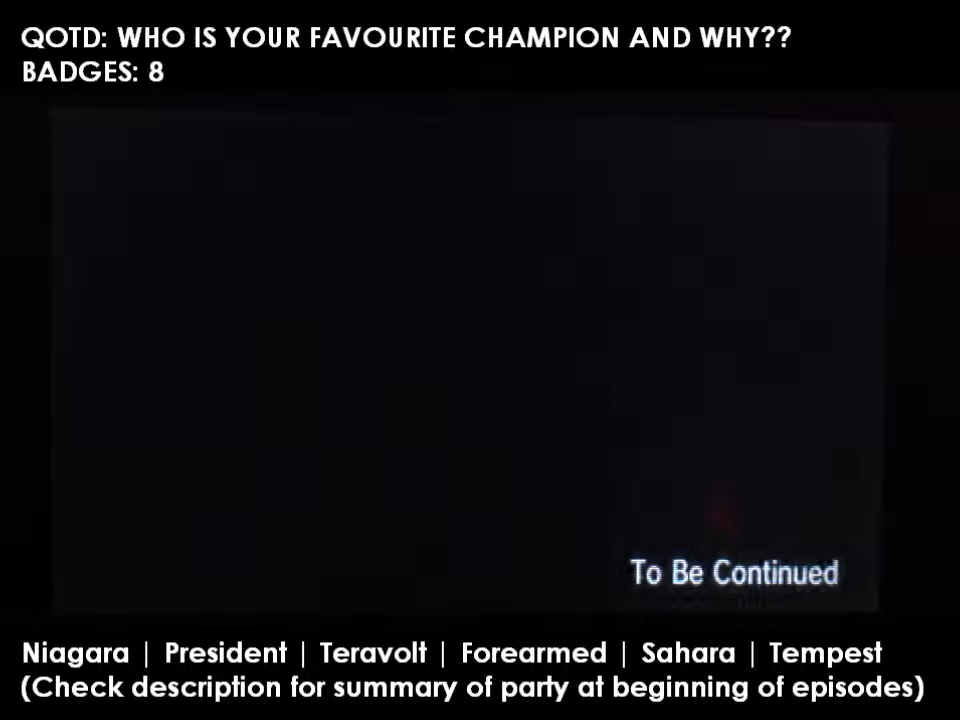 QOTD: WHO IS YOUR FAVOURITE CHAMPION AND WHY??
BADGES: 8
To Be Continued
Niagara | President | Teravolt | Forearmed | Sahara | Tempest
(Check description for summary of party at beginning of episodes)